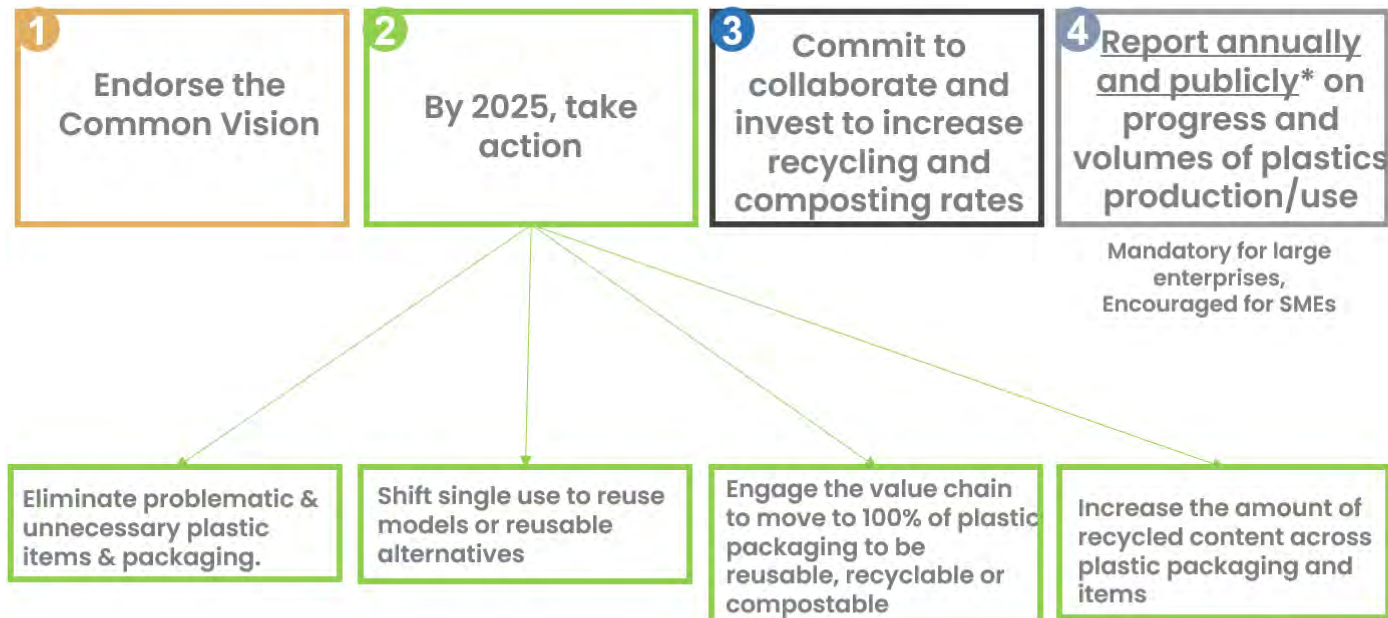 1
Endorse the
Common Vision
2
By 2025, take
action
3
Commit to
collaborate and
invest to increase
recycling and
composting rates
4
Report annually
and publicly* on
progress and
volumes of plastics
production/use
Mandatory for large
enterprises,
Encouraged for SMEs
Eliminate problematic &
unnecessary plastic
items & packaging.
Shift single use to reuse
models or reusable
alternatives
Engage the value chain
to move to 100% of plastic
packaging to be
reusable, recyclable or
compostable
Increase the amount of
recycled content across
plastic packaging and
items